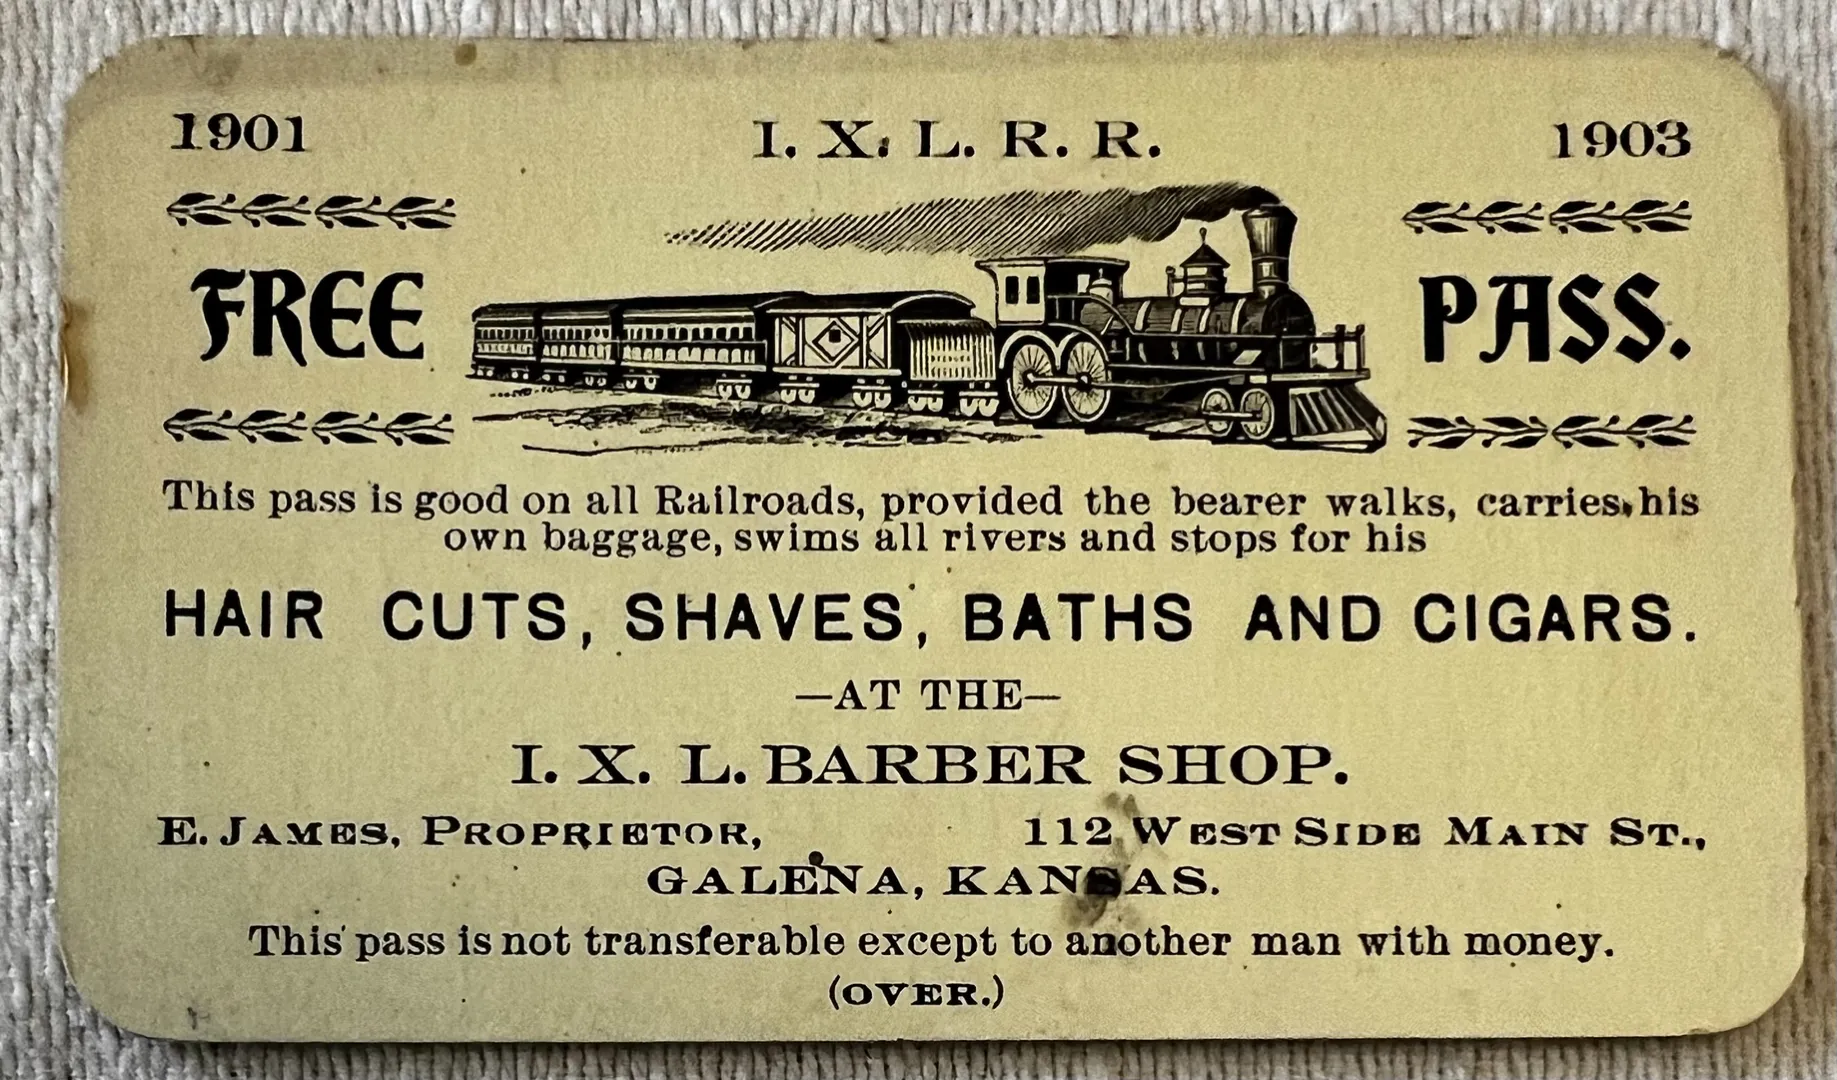 1901 I. X. L. R. R. 1903
FREE PASS.
This pass is good on all Railroads, provided the bearer walks, carries his
own baggage, swims all rivers and stops for his
HAIR CUTS, SHAVES, BATHS AND CIGARS.
—AT THE—
I. X. L. BARBER SHOP.
E. JAMES, PROPRIETOR, 112 WEST SIDE MAIN ST.,
GALENA, KANSAS.
This pass is not transferable except to another man with money.
(OVER.)